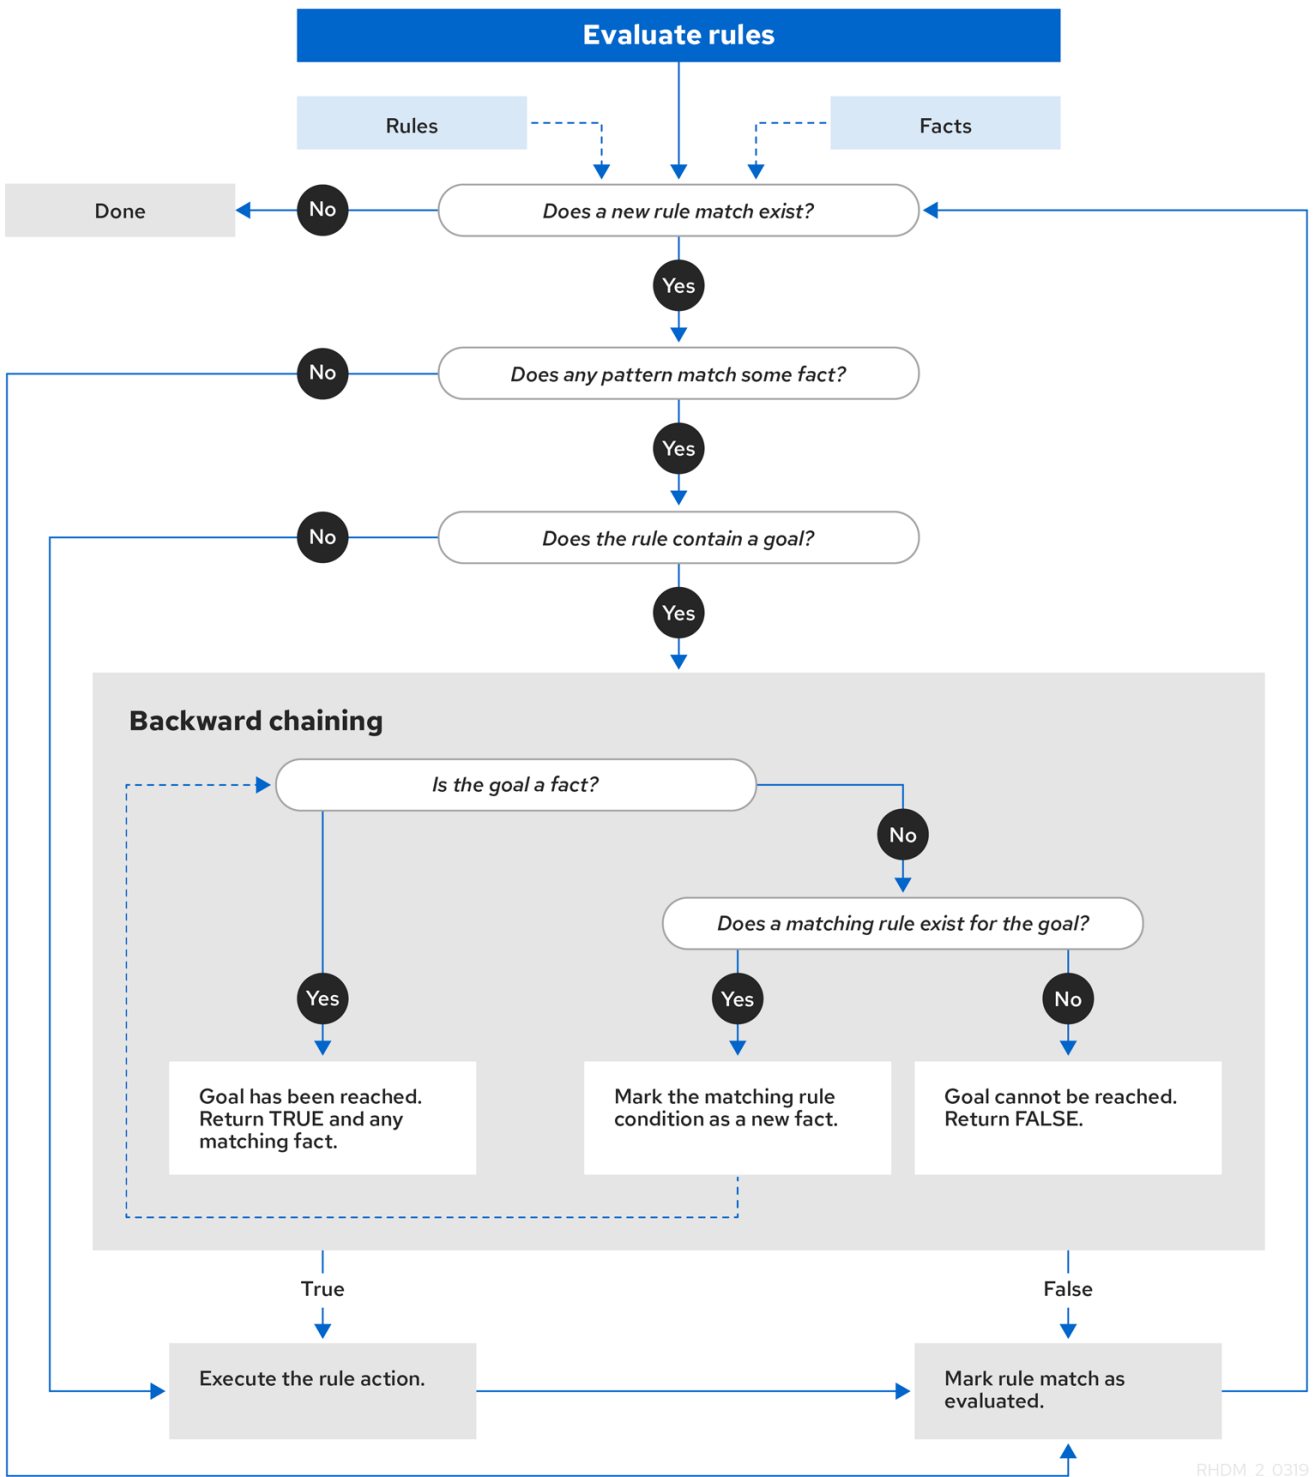 Evaluate rules
Rules
Facts
Done
No
Does a new rule match exist?
Yes
No
Does any pattern match some fact?
Yes
No
Does the rule contain a goal?
Yes
Backward chaining
Is the goal a fact?
No
Does a matching rule exist for the goal?
Yes
Yes
No
Goal has been reached.
Return TRUE and any
matching fact.
Mark the matching rule
condition as a new fact.
Goal cannot be reached.
Return FALSE.
True
False
Execute the rule action.
Mark rule match as
evaluated.
RHDM_2_0319